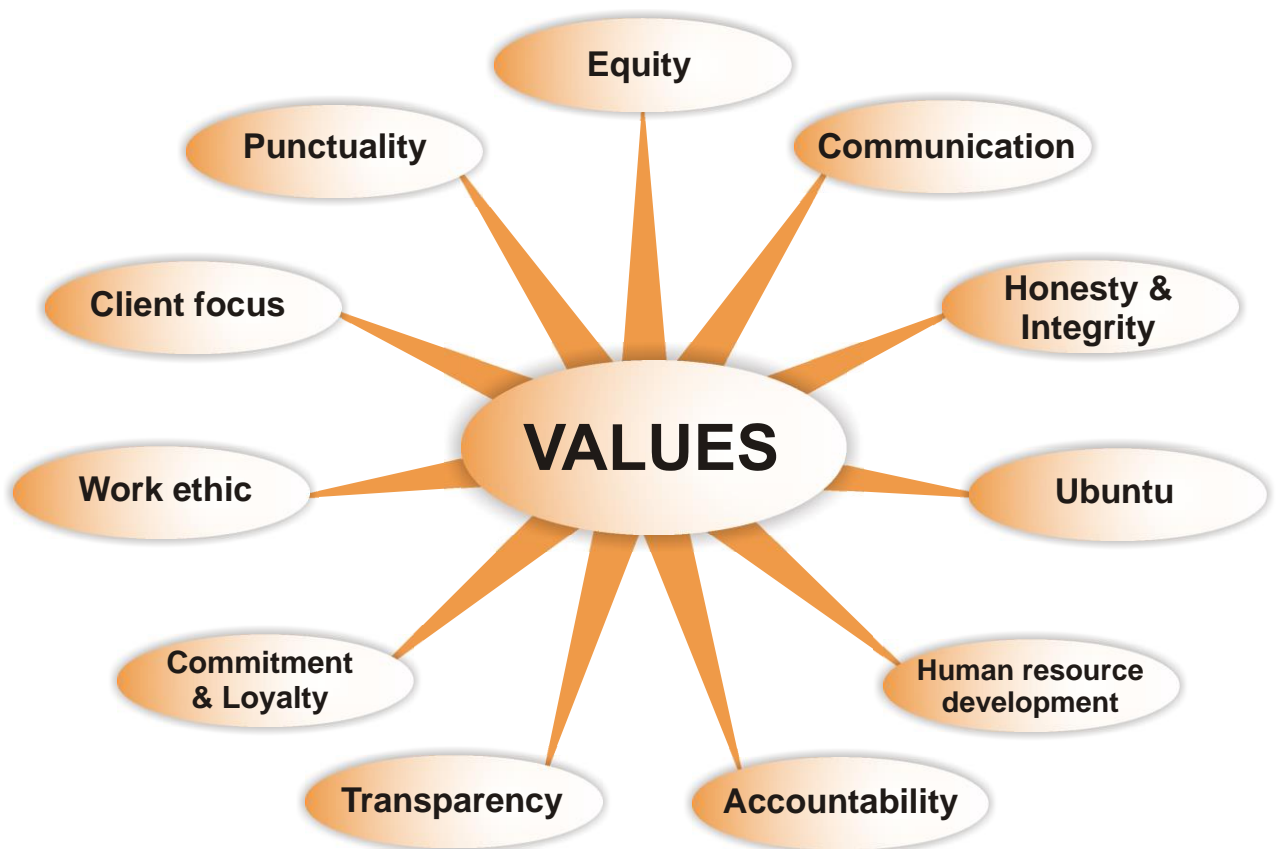 Equity
Punctuality
Communication
Client focus
Honesty &
Integrity
VALUES
Work ethic
Ubuntu
Commitment
& Loyalty
Human resource
development
Transparency
Accountability